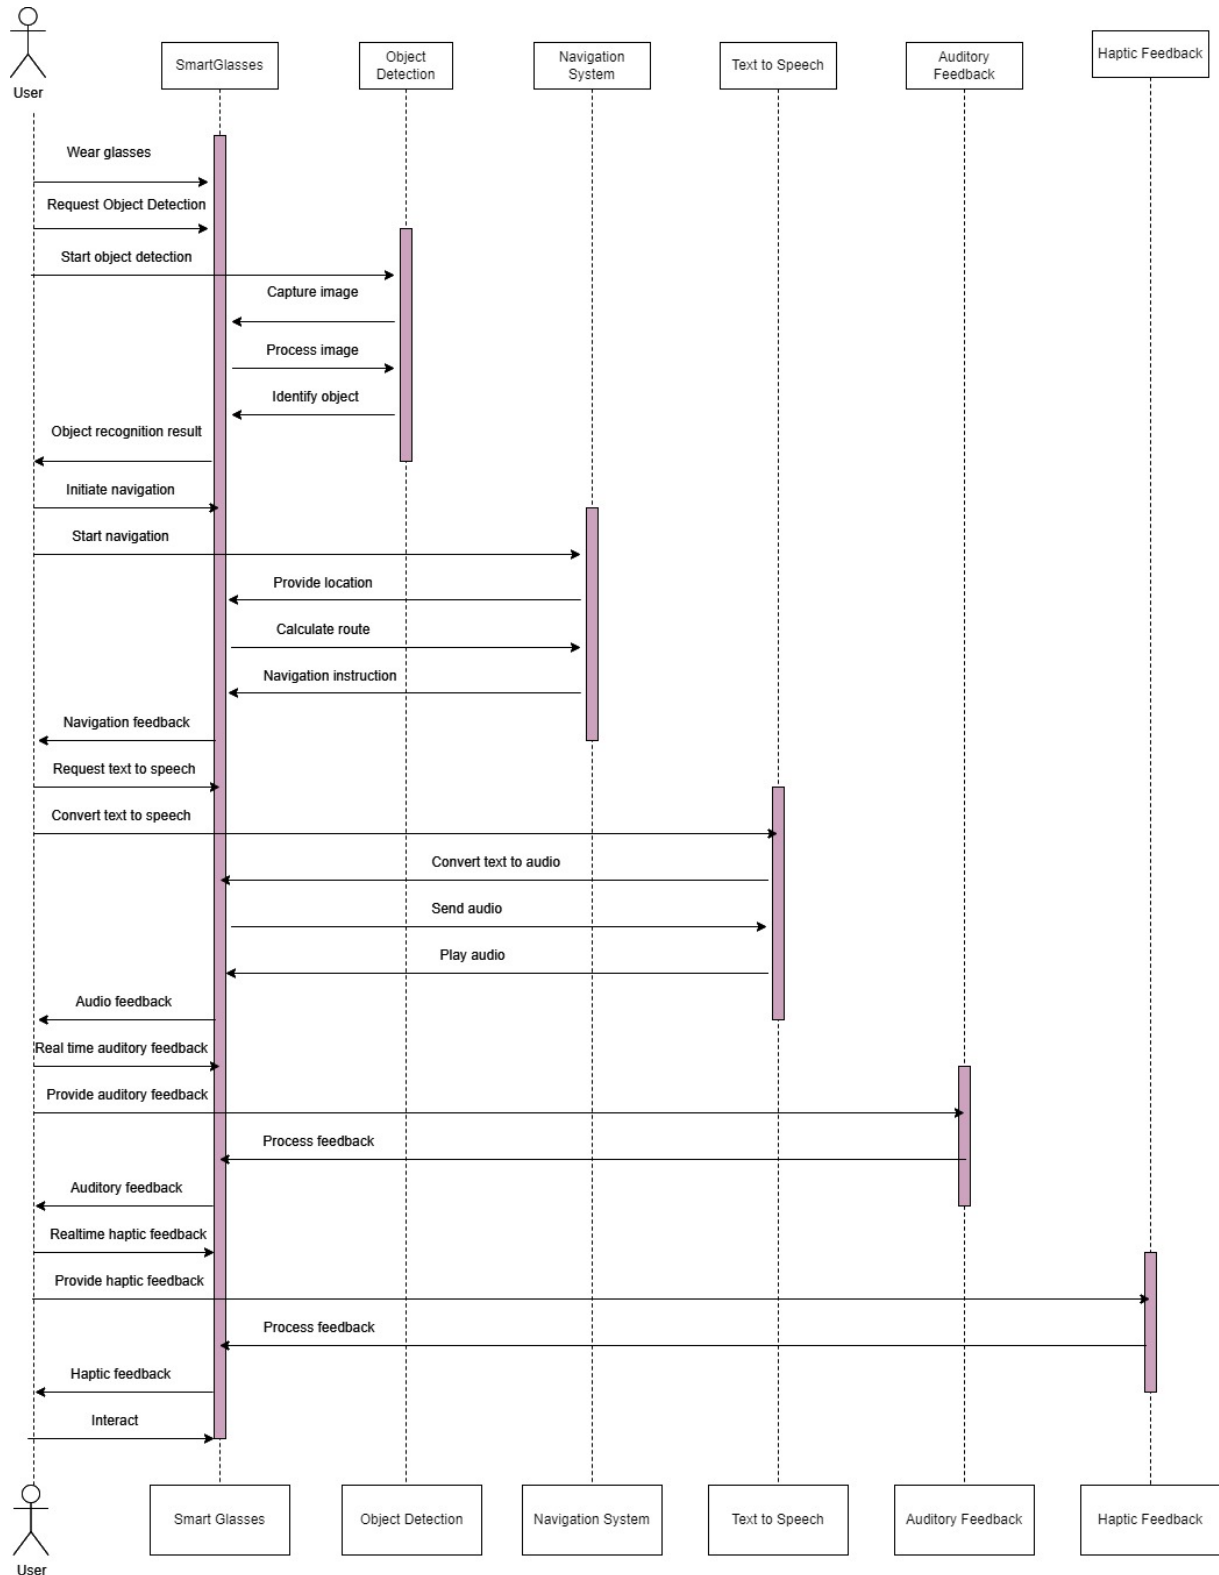 User
SmartGlasses
Object
Detection
Navigation
System
Text to Speech
Auditory
Feedback
Haptic Feedback
Wear glasses
Request Object Detection
Start object detection
Capture image
Process image
Identify object
Object recognition result
Initiate navigation
Start navigation
Provide location
Calculate route
Navigation instruction
Navigation feedback
Request text to speech
Convert text to speech
Convert text to audio
Send audio
Play audio
Audio feedback
Real time auditory feedback
Provide auditory feedback
Process feedback
Auditory feedback
Realtime haptic feedback
Provide haptic feedback
Process feedback
Haptic feedback
Interact
User
Smart Glasses
Object Detection
Navigation System
Text to Speech
Auditory Feedback
Haptic Feedback